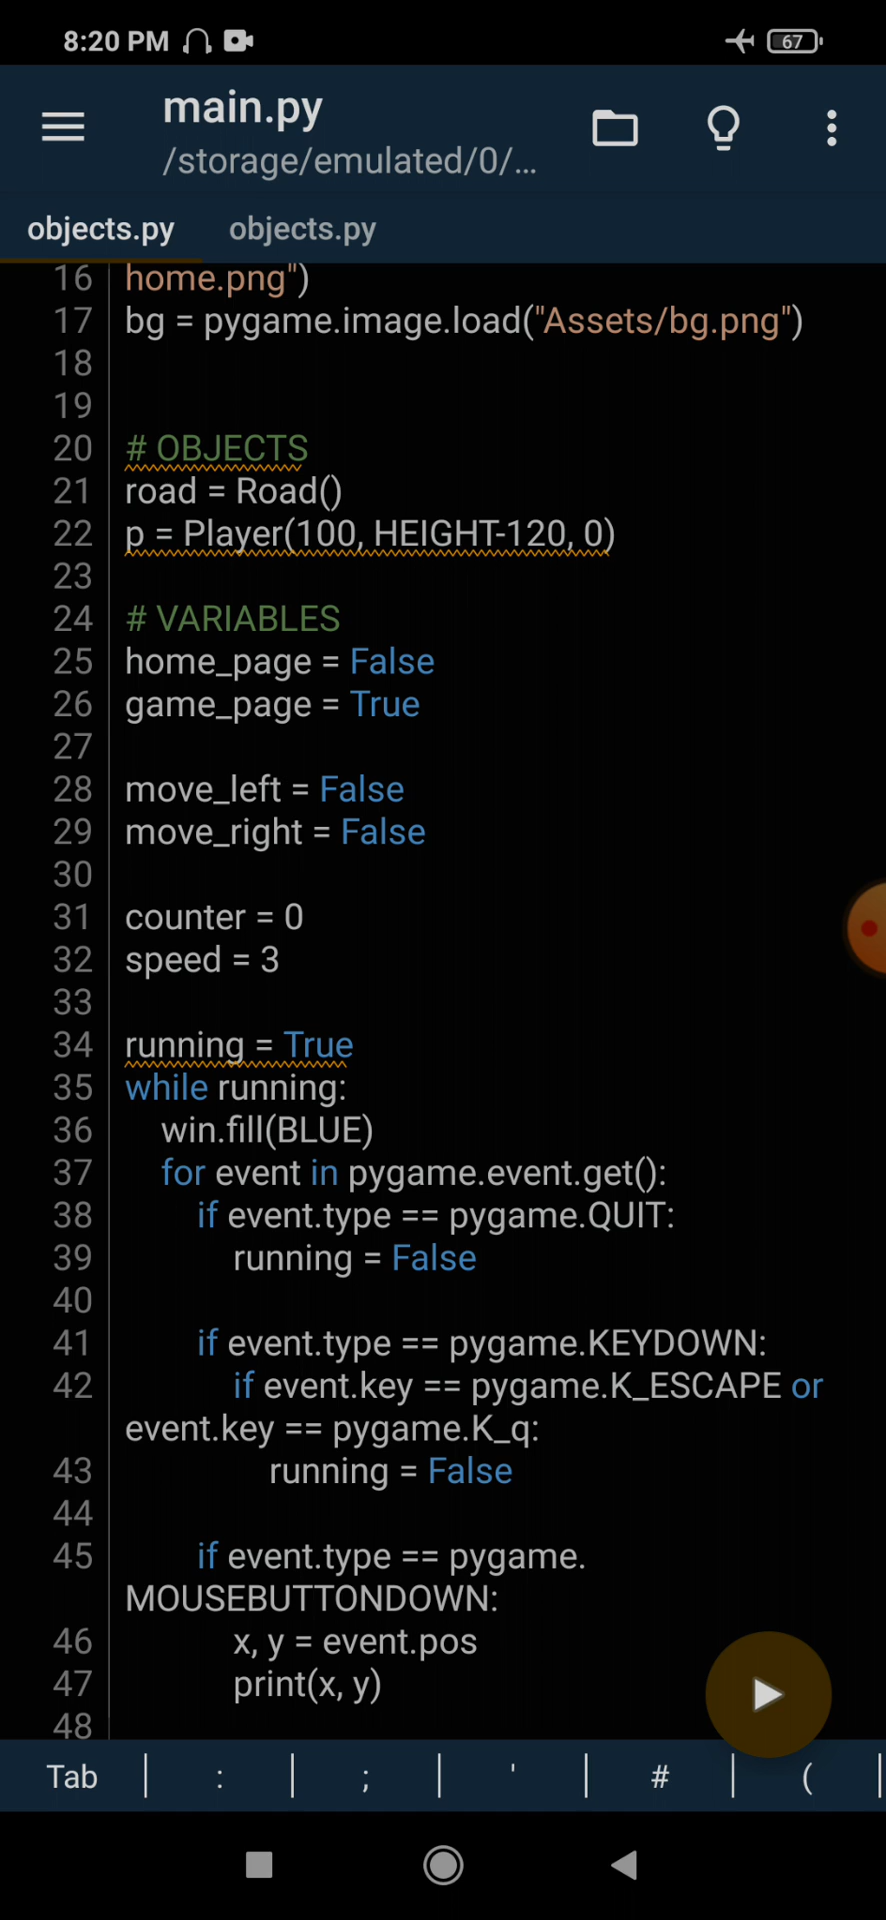 8:20 PM 67
main.py
/storage/emulated/0/...
objects.py objects.py
16 home.png")
17 bg = pygame.image.load("Assets/bg.png")
18
19
20 # OBJECTS
21 road = Road()
22 p = Player(100, HEIGHT-120, 0)
23
24 # VARIABLES
25 home_page = False
26 game_page = True
27
28 move_left = False
29 move_right = False
30
31 counter = 0
32 speed = 3
33
34 running = True
35 while running:
36     win.fill(BLUE)
37     for event in pygame.event.get():
38         if event.type == pygame.QUIT:
39             running = False
40
41         if event.type == pygame.KEYDOWN:
42             if event.key == pygame.K_ESCAPE or
event.key == pygame.K_q:
43                 running = False
44
45         if event.type == pygame.
MOUSEBUTTONDOWN:
46             x, y = event.pos
47             print(x, y)
48
Tab : ; ' # (